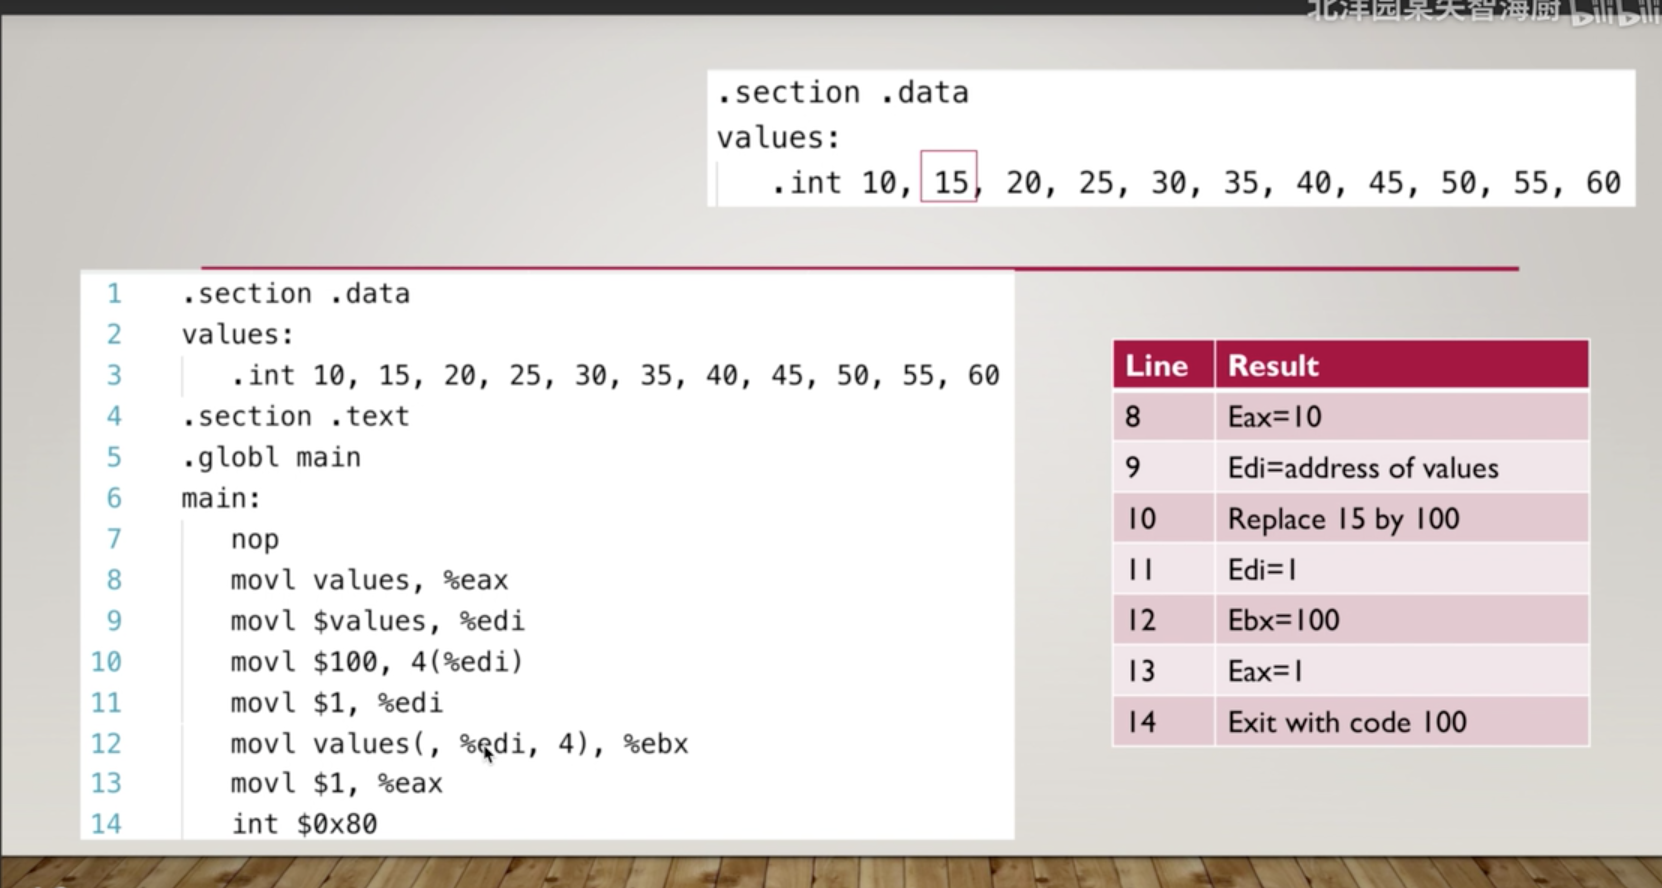 北洋园某失智海厨 bilibili
.section .data
values:
.int 10, 15, 20, 25, 30, 35, 40, 45, 50, 55, 60
1 .section .data
2 values:
3 .int 10, 15, 20, 25, 30, 35, 40, 45, 50, 55, 60
4 .section .text
5 .globl main
6 main:
7 nop
8 movl values, %eax
9 movl $values, %edi
10 movl $100, 4(%edi)
11 movl $1, %edi
12 movl values(, %edi, 4), %ebx
13 movl $1, %eax
14 int $0x80
Line Result
8 Eax=10
9 Edi=address of values
10 Replace 15 by 100
11 Edi=1
12 Ebx=100
13 Eax=1
14 Exit with code 100